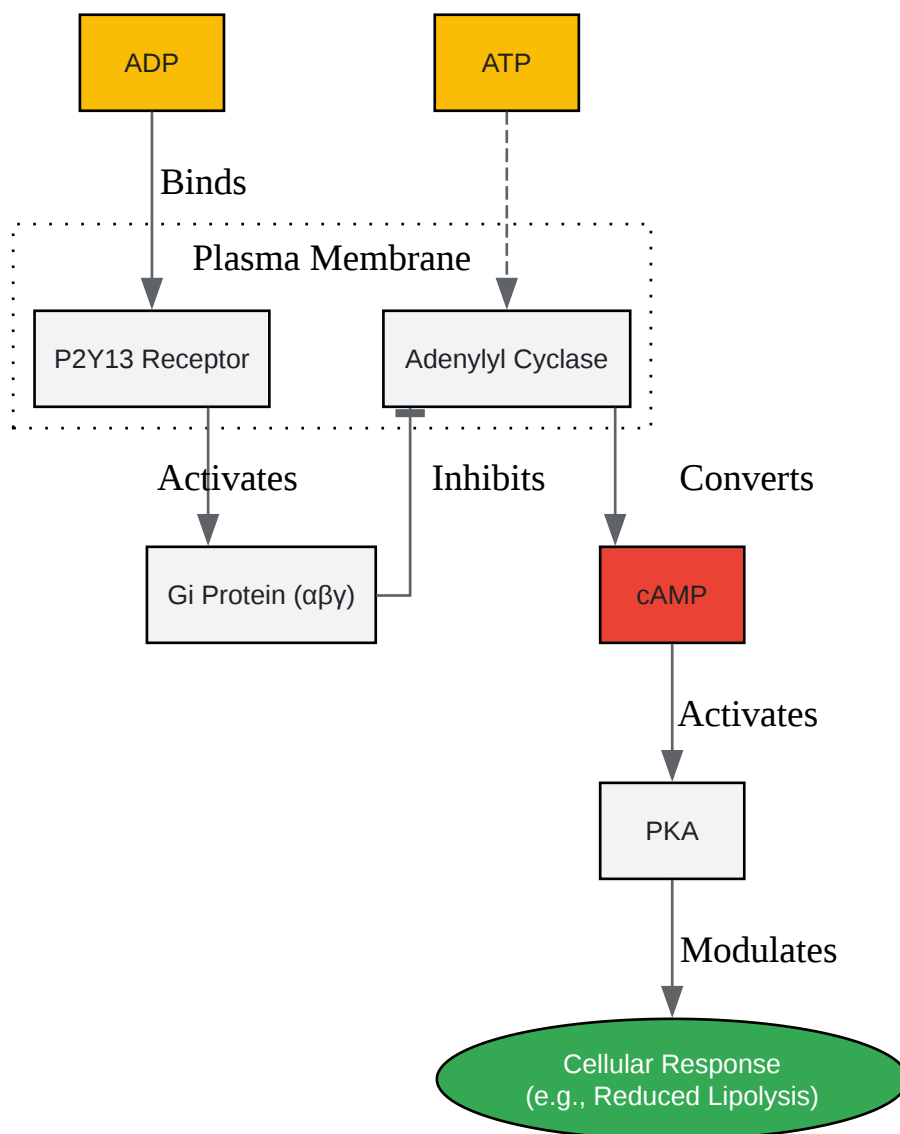 ADP
ATP
Binds
Plasma Membrane
P2Y13 Receptor
Adenylyl Cyclase
Activates
Inhibits
Converts
Gi Protein (αβγ)
cAMP
Activates
PKA
Modulates
Cellular Response
(e.g., Reduced Lipolysis)